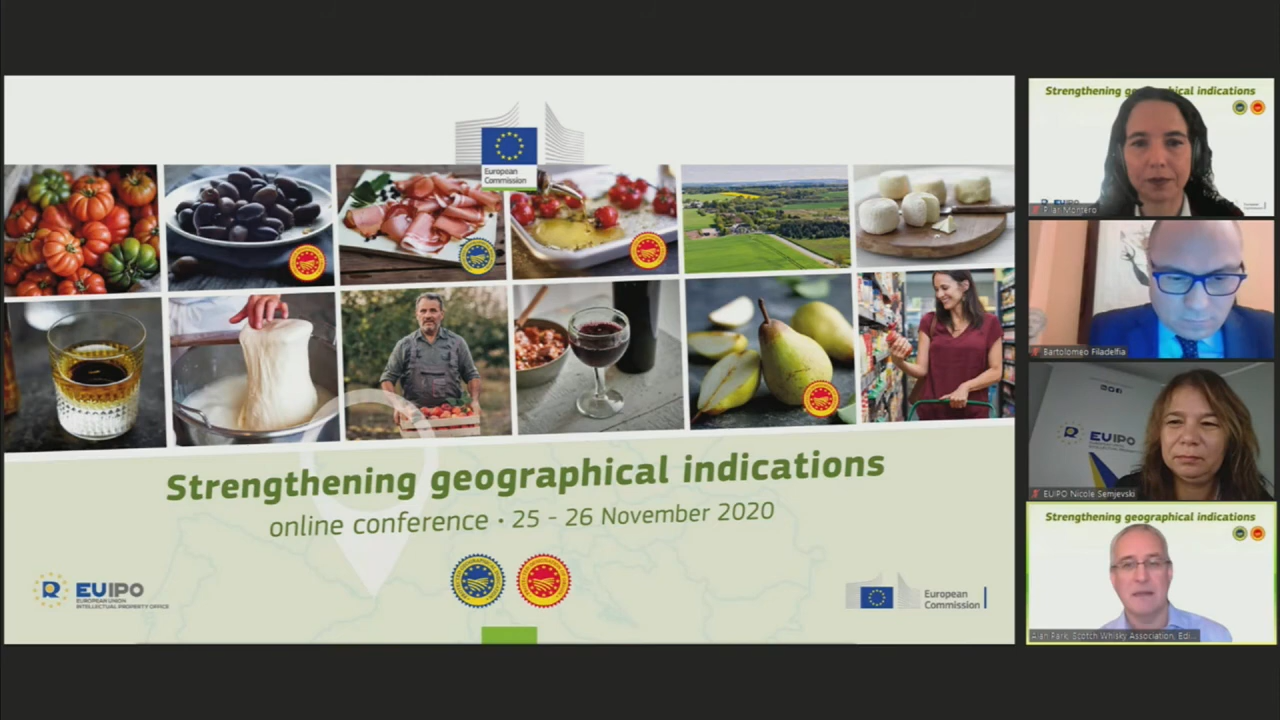 European
Commission
Strengthening geographical indications
online conference • 25 - 26 November 2020
EUIPO
EUROPEAN UNION
INTELLECTUAL PROPERTY OFFICE
European
Commission
Strengthening geographical indications
Pilar Montero
Bartolomeo Filadelfia
EUIPO
EUIPO Nicole Semjevski
Strengthening geographical indications
Alan Park, Scotch Whisky Association, Edi...